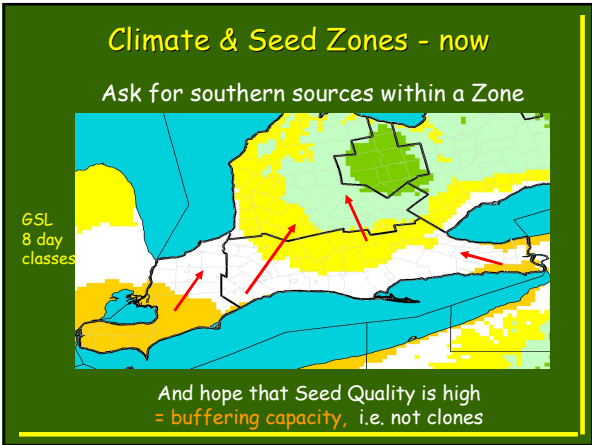 Climate & Seed Zones - now
Ask for southern sources within a Zone
GSL
8 day
classes
And hope that Seed Quality is high
= buffering capacity, i.e. not clones